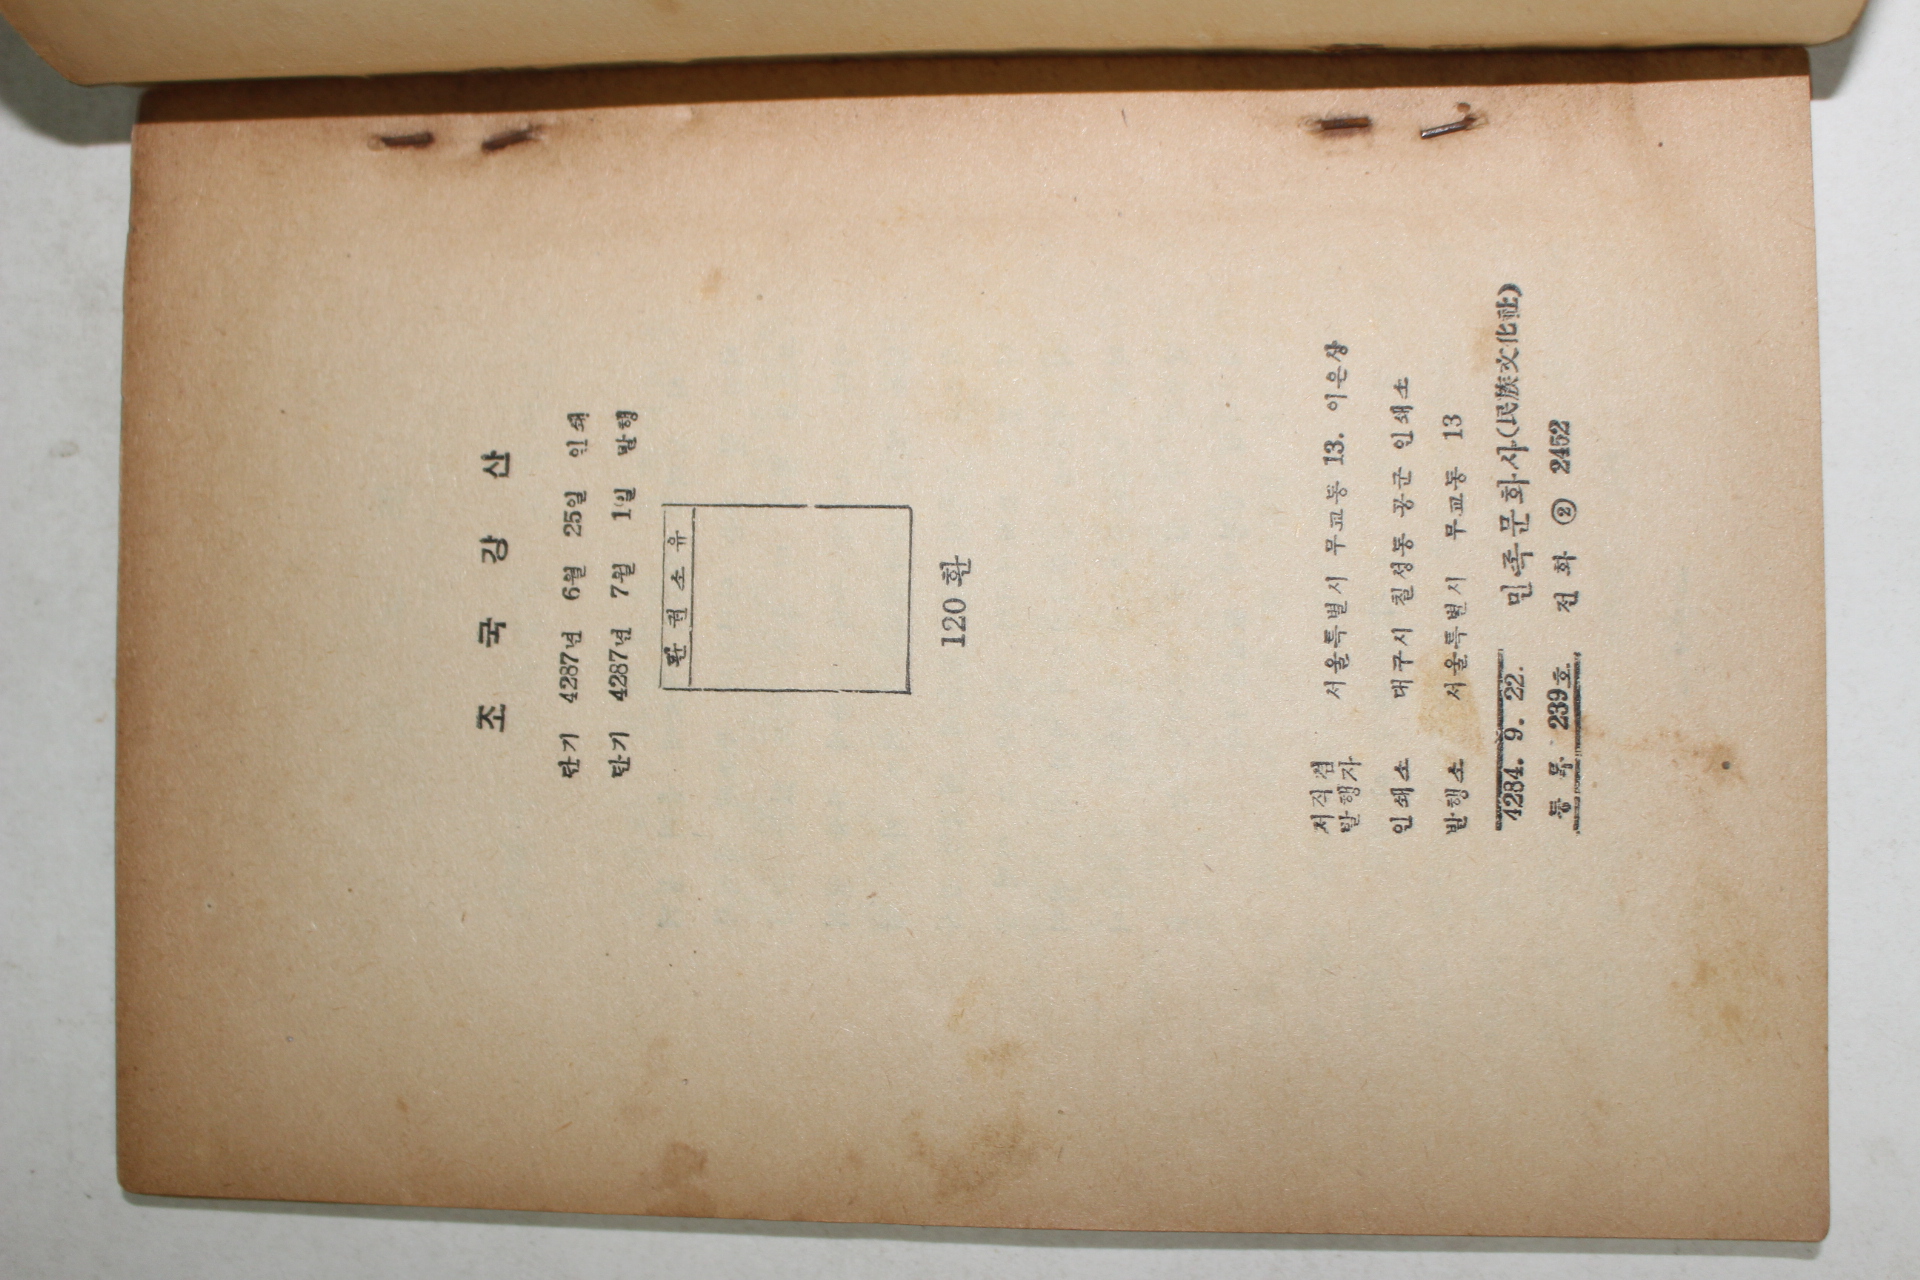 조 국 강 산
단기 4287년 6월 25일 인쇄
단기 4287년 7월 1일 발행
판 권 소 유
120 환
저작겸
발행자 서울특별시 무교동 13. 이은상
인쇄소 대구시 칠성동 공군 인쇄소
발행소 서울특별시 무교동 13
4284. 9. 22. 민족문화사(民族文化社)
등록 239호 전화 ② 2452